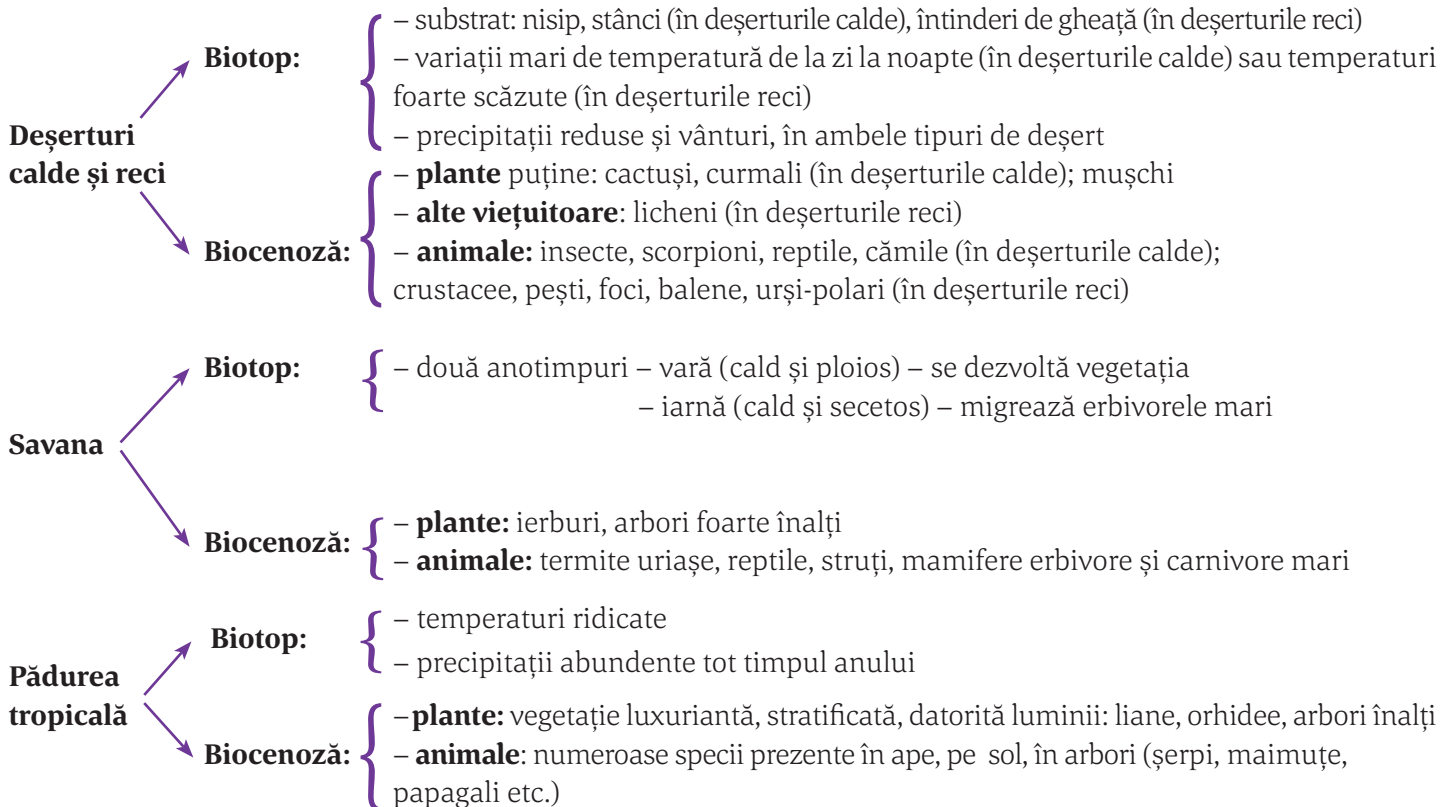 – substrat: nisip, stânci (în deșerturile calde), întinderi de gheață (în deșerturile reci)
Biotop:
– variații mari de temperatură de la zi la noapte (în deșerturile calde) sau temperaturi
foarte scăzute (în deșerturile reci)
Deșerturi
calde și reci
– precipitații reduse și vânturi, în ambele tipuri de deșert
– plante puține: cactuși, curmali (în deșerturile calde); mușchi
– alte viețuitoare: licheni (în deșerturile reci)
Biocenoză:
– animale: insecte, scorpioni, reptile, cămile (în deșerturile calde);
crustacee, pești, foci, balene, urși-polari (în deșerturile reci)
Savana
Biotop:
– două anotimpuri – vară (cald și ploios) – se dezvoltă vegetația
– iarnă (cald și secetos) – migrează erbivorele mari
Biocenoză:
– plante: ierburi, arbori foarte înalți
– animale: termite uriașe, reptile, struți, mamifere erbivore și carnivore mari
Pădurea
tropicală
Biotop:
– temperaturi ridicate
– precipitații abundente tot timpul anului
Biocenoză:
–plante: vegetație luxuriantă, stratificată, datorită luminii: liane, orhidee, arbori înalți
– animale: numeroase specii prezente în ape, pe sol, în arbori (șerpi, maimuțe,
papagali etc.)